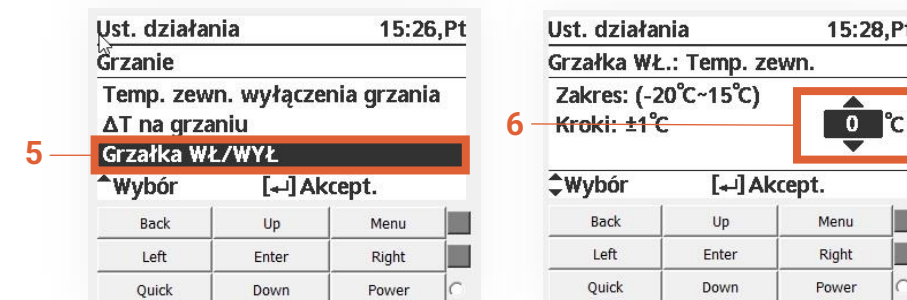 Ust. działania 15:26,Pt
Grzanie
Temp. zewn. wyłączenia grzania
ΔT na grzaniu
5 Grzałka WŁ/WYŁ
Wybór [↵] Akcept.
Back Up Menu
Left Enter Right
Quick Down Power
Ust. działania 15:28,Pt
Grzałka WŁ.: Temp. zewn.
Zakres: (-20°C~15°C)
6 Kroki: ±1°C 0 °C
Wybór [↵] Akcept.
Back Up Menu
Left Enter Right
Quick Down Power